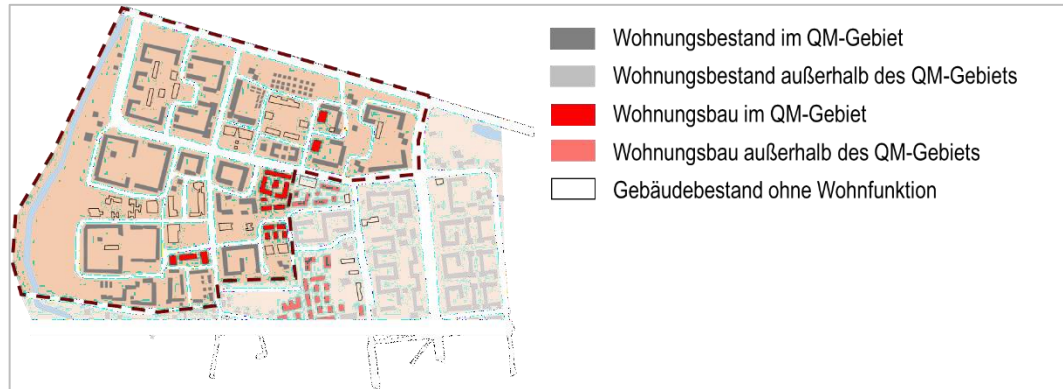 Wohnungsbestand im QM-Gebiet
Wohnungsbestand außerhalb des QM-Gebiets
Wohnungsbau im QM-Gebiet
Wohnungsbau außerhalb des QM-Gebiets
Gebäudebestand ohne Wohnfunktion